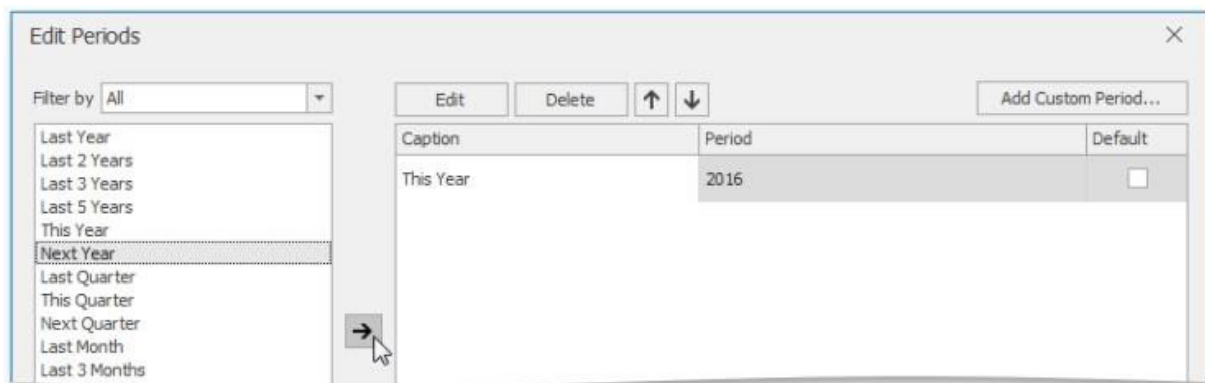 Edit Periods
Filter by All
Edit Delete Add Custom Period...
Last Year
Last 2 Years
Last 3 Years
Last 5 Years
This Year
Next Year
Last Quarter
This Quarter
Next Quarter
Last Month
Last 3 Months
Caption Period Default
This Year 2016